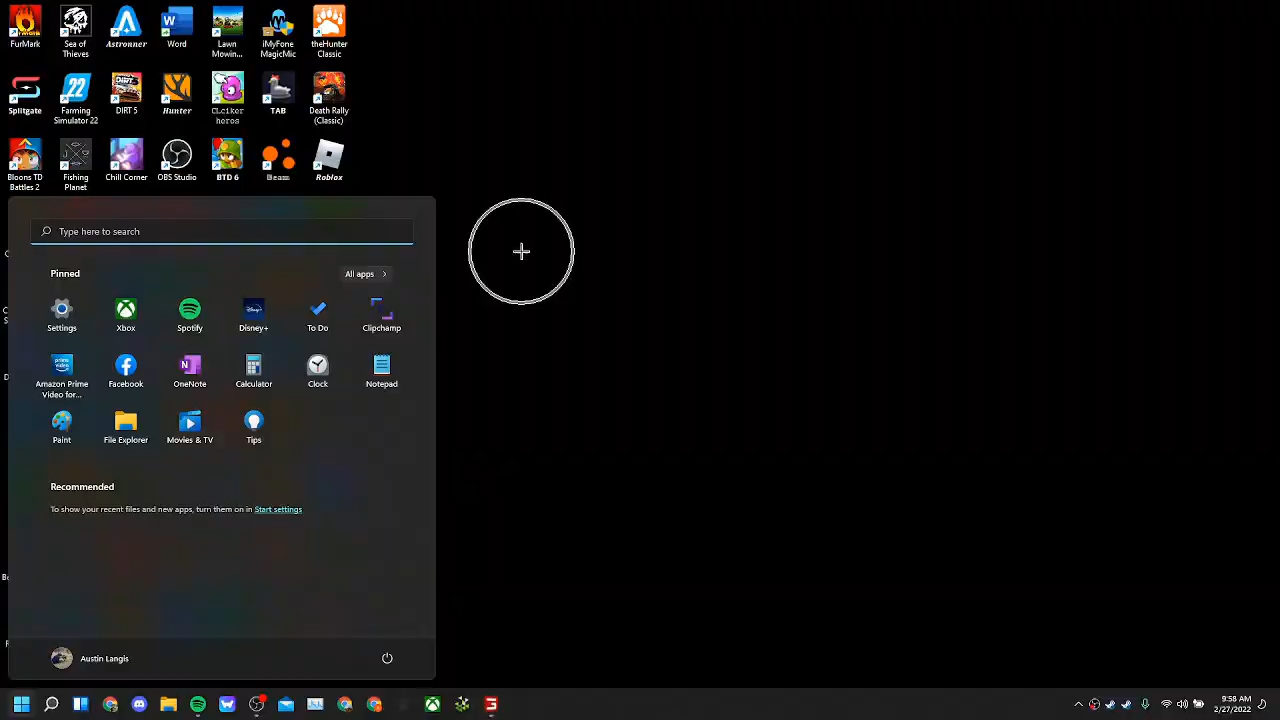 FurMark
Sea of
Thieves
Astronner
Word
Lawn
Mowin...
iMyFone
MagicMic
theHunter
Classic
Splitgate
Farming
Simulator 22
DIRT 5
Hunter
CLciker
heros
TAB
Death Rally
(Classic)
Bloons TD
Battles 2
Fishing
Planet
Chill Corner
OBS Studio
BTD 6
Beam
Roblox
Type here to search
Pinned
All apps
Settings
Xbox
Spotify
Disney+
To Do
Clipchamp
Amazon Prime
Video for...
Facebook
OneNote
Calculator
Clock
Notepad
Paint
File Explorer
Movies & TV
Tips
Recommended
To show your recent files and new apps, turn them on in Start settings
Austin Langis
9:58 AM
2/27/2022